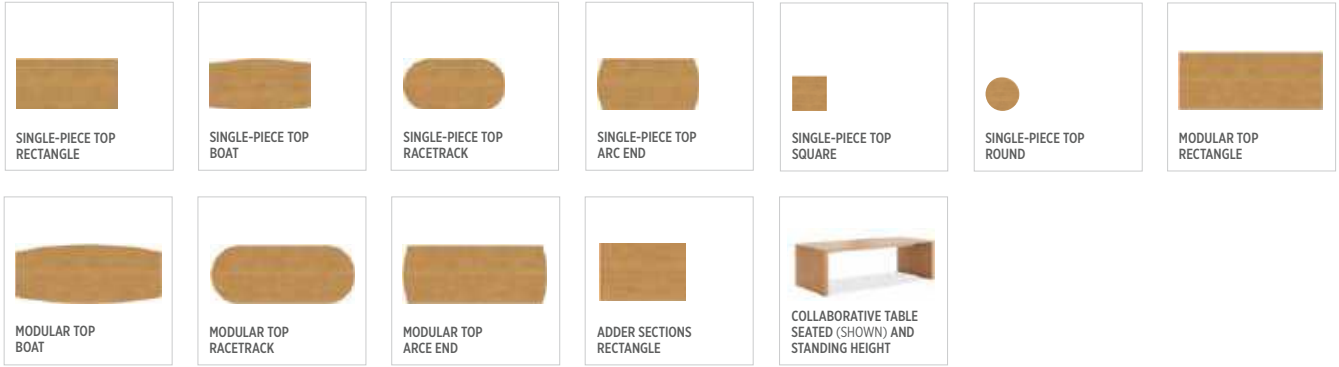 SINGLE-PIECE TOP
RECTANGLE
SINGLE-PIECE TOP
BOAT
SINGLE-PIECE TOP
RACETRACK
SINGLE-PIECE TOP
ARC END
SINGLE-PIECE TOP
SQUARE
SINGLE-PIECE TOP
ROUND
MODULAR TOP
RECTANGLE
MODULAR TOP
BOAT
MODULAR TOP
RACETRACK
MODULAR TOP
ARCE END
ADDER SECTIONS
RECTANGLE
COLLABORATIVE TABLE
SEATED (SHOWN) AND
STANDING HEIGHT